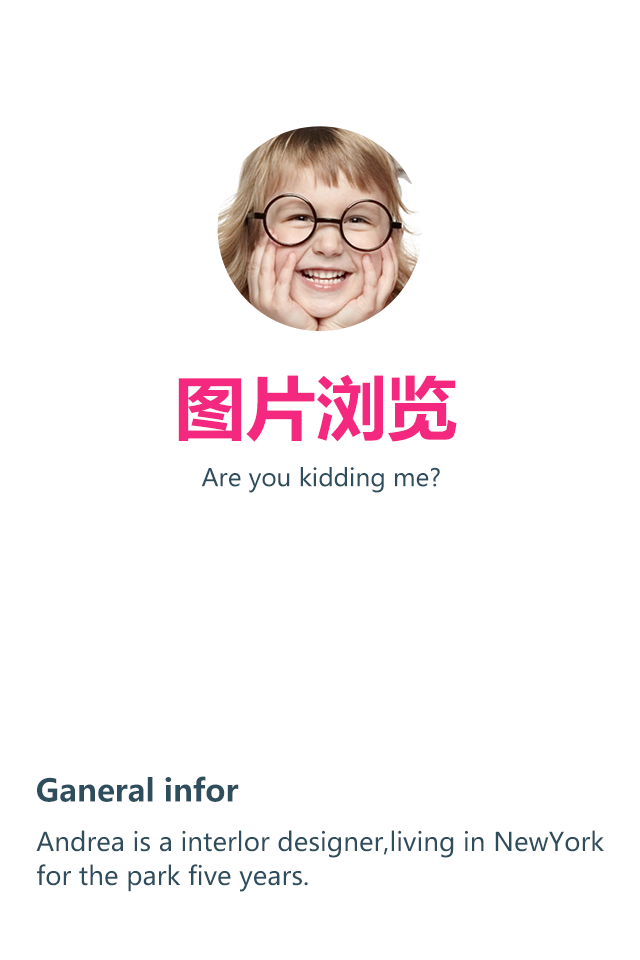 图片浏览
Are you kidding me?
Ganeral infor
Andrea is a interlor designer,living in NewYork
for the park five years.